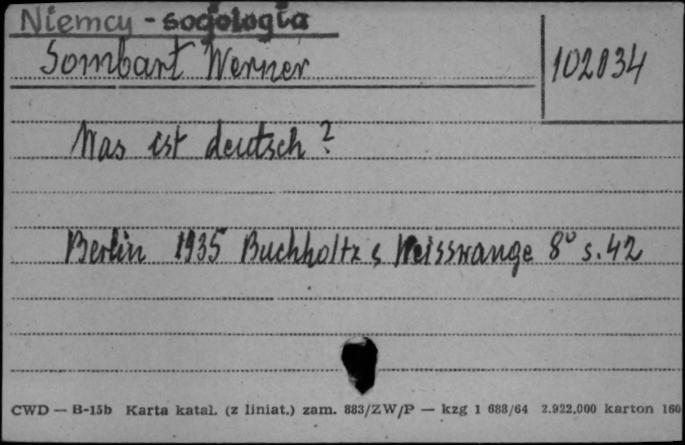 Niemcy - socjologia
Sombart Werner
102034
Was ist deutsch?
Berlin 1935 Buchholtz & Weisswange 8° s. 42
CWD — B-15b Karta katal. (z liniat.) zam. 883/ZW/P — kzg 1 688/64 2.922.000 karton 160